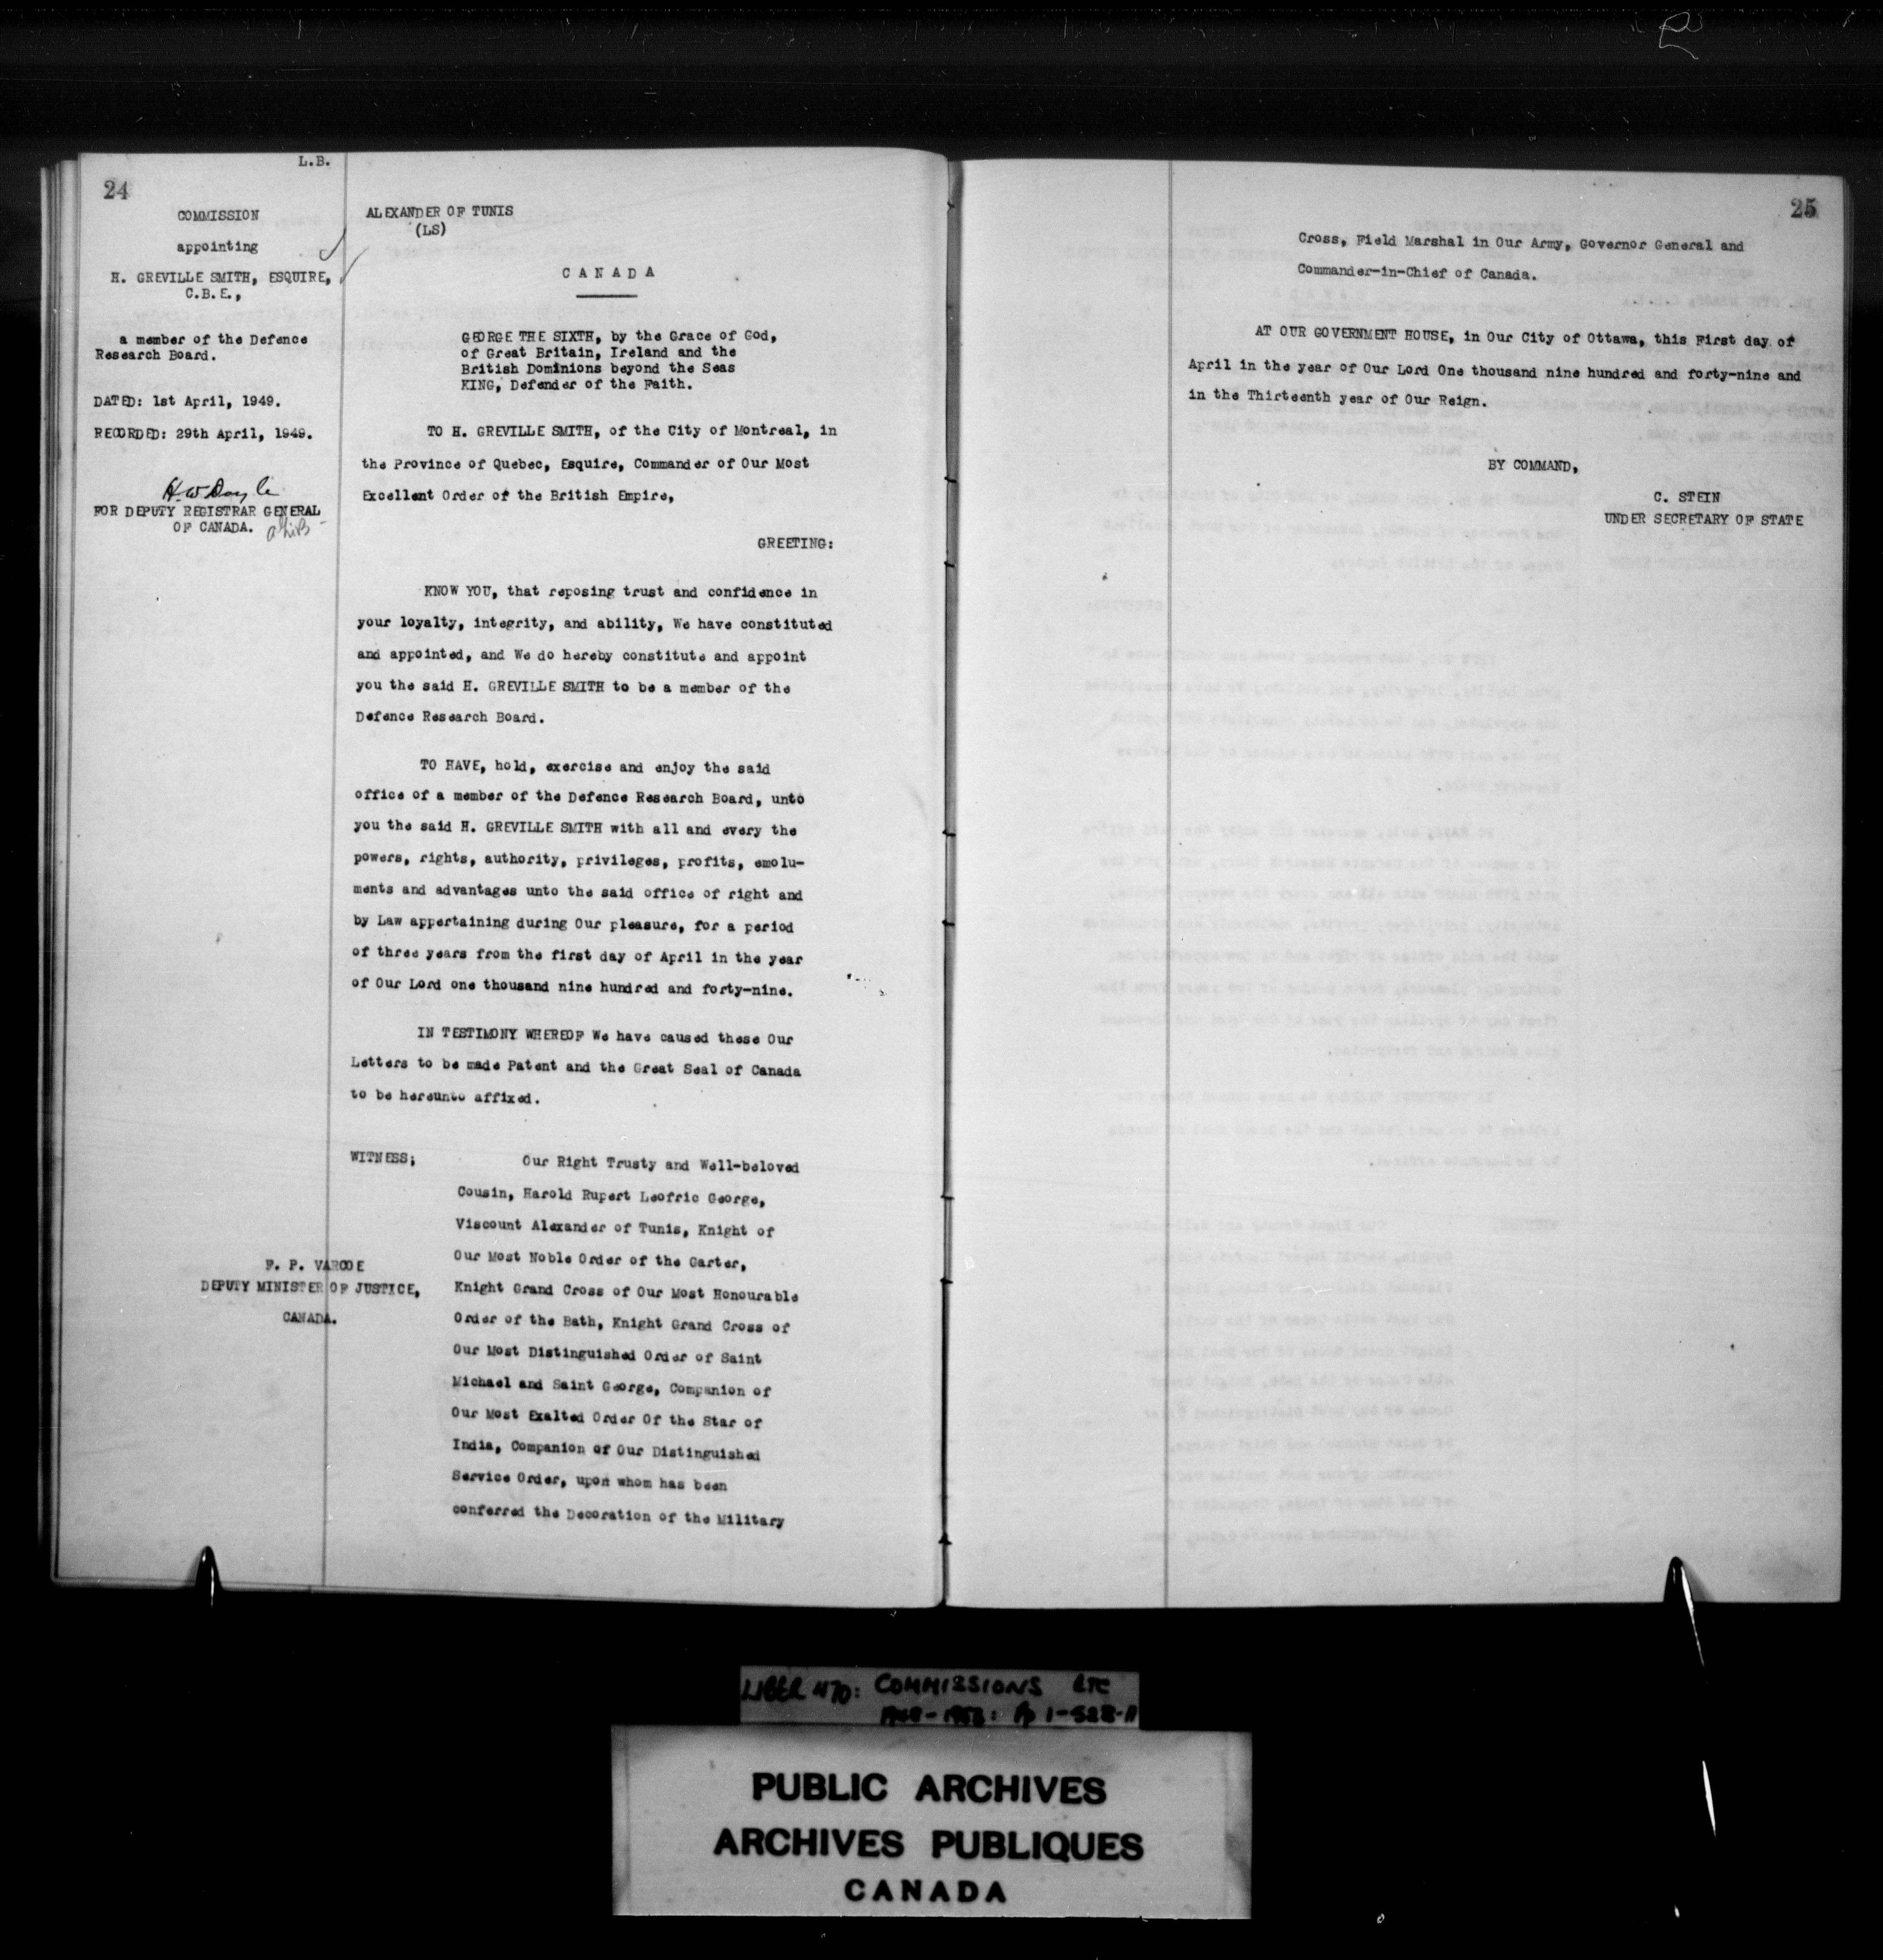 L.B.
24
COMMISSION
appointing
H. GREVILLE SMITH, ESQUIRE,
C.B.E.,
a member of the Defence
Research Board.
DATED: 1st April, 1949.
RECORDED: 29th April, 1949.
H.W. Doyle
FOR DEPUTY REGISTRAR GENERAL
OF CANADA.
F. P. VARCOE
DEPUTY MINISTER OF JUSTICE,
CANADA.
ALEXANDER OF TUNIS
(LS)
CANADA
GEORGE THE SIXTH, by the Grace of God,
of Great Britain, Ireland and the
British Dominions beyond the Seas
KING, Defender of the Faith.
TO H. GREVILLE SMITH, of the City of Montreal, in
the Province of Quebec, Esquire, Commander of Our Most
Excellent Order of the British Empire,
GREETING:
KNOW YOU, that reposing trust and confidence in
your loyalty, integrity, and ability, We have constituted
and appointed, and We do hereby constitute and appoint
you the said H. GREVILLE SMITH to be a member of the
Defence Research Board.
TO HAVE, hold, exercise and enjoy the said
office of a member of the Defence Research Board, unto
you the said H. GREVILLE SMITH with all and every the
powers, rights, authority, privileges, profits, emolu-
ments and advantages unto the said office of right and
by Law appertaining during Our pleasure, for a period
of three years from the first day of April in the year
of Our Lord one thousand nine hundred and forty-nine.
IN TESTIMONY WHEREOF We have caused these Our
Letters to be made Patent and the Great Seal of Canada
to be hereunto affixed.
WITNESS; Our Right Trusty and Well-beloved
Cousin, Harold Rupert Leofric George,
Viscount Alexander of Tunis, Knight of
Our Most Noble Order of the Garter,
Knight Grand Cross of Our Most Honourable
Order of the Bath, Knight Grand Cross of
Our Most Distinguished Order of Saint
Michael and Saint George, Companion of
Our Most Exalted Order Of the Star of
India, Companion of Our Distinguished
Service Order, upon whom has been
conferred the Decoration of the Military
25
Cross, Field Marshal in Our Army, Governor General and
Commander-in-Chief of Canada.
AT OUR GOVERNMENT HOUSE, in Our City of Ottawa, this First day of
April in the year of Our Lord One thousand nine hundred and forty-nine and
in the Thirteenth year of Our Reign.
BY COMMAND,
C. STEIN
UNDER SECRETARY OF STATE
LIBER 470: COMMISSIONS ETC
pp 1-528-
PUBLIC ARCHIVES
ARCHIVES PUBLIQUES
CANADA